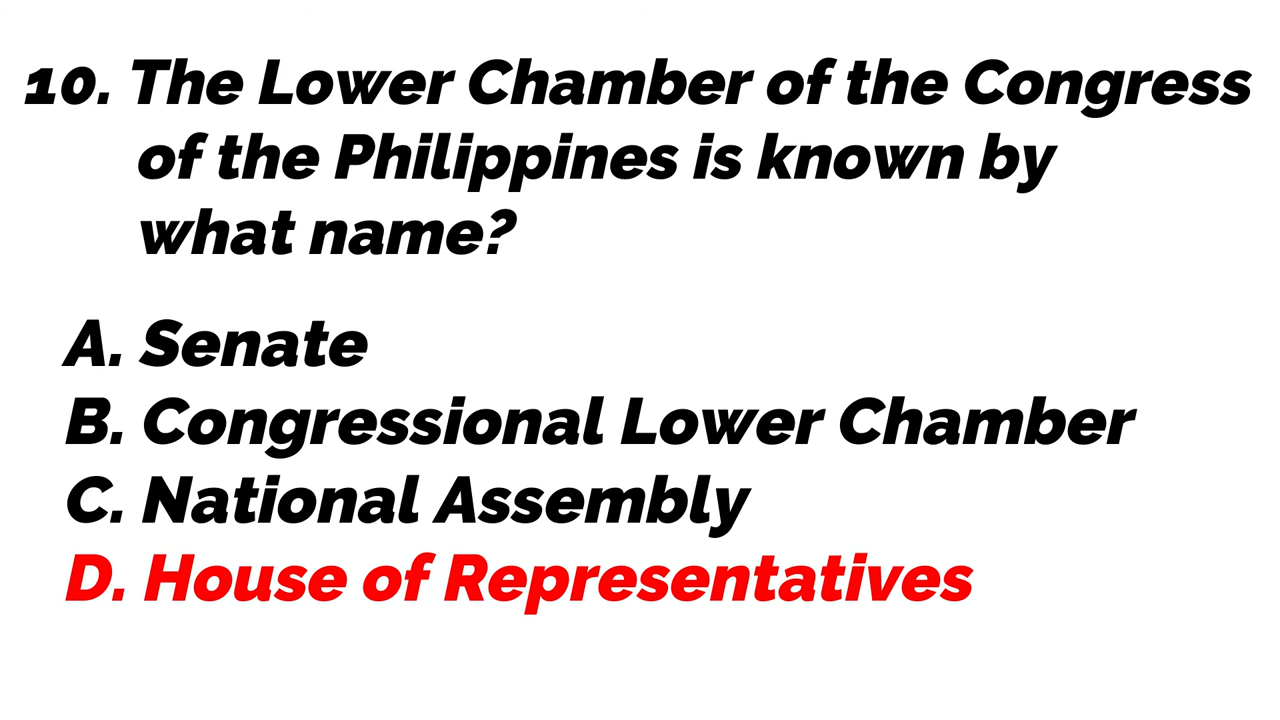 10. The Lower Chamber of the Congress
of the Philippines is known by
what name?
A. Senate
B. Congressional Lower Chamber
C. National Assembly
D. House of Representatives